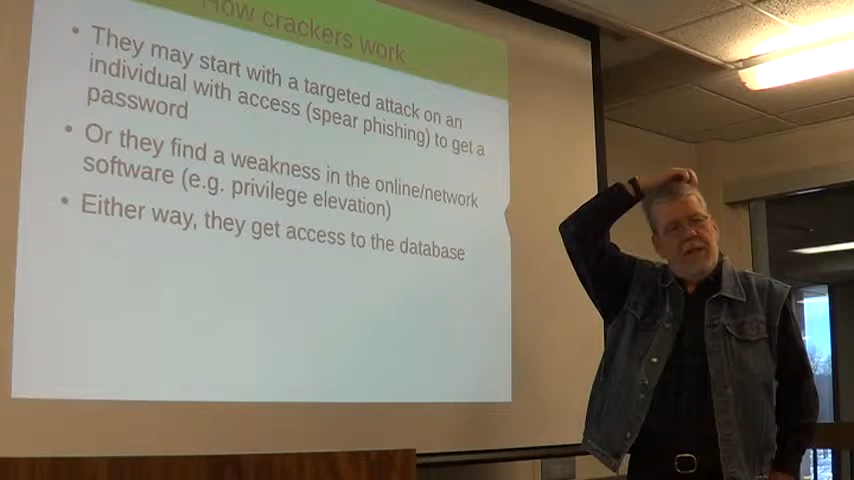 How crackers work
• They may start with a targeted attack on an
individual with access (spear phishing) to get a
password
• Or they find a weakness in the online/network
software (e.g. privilege elevation)
• Either way, they get access to the database